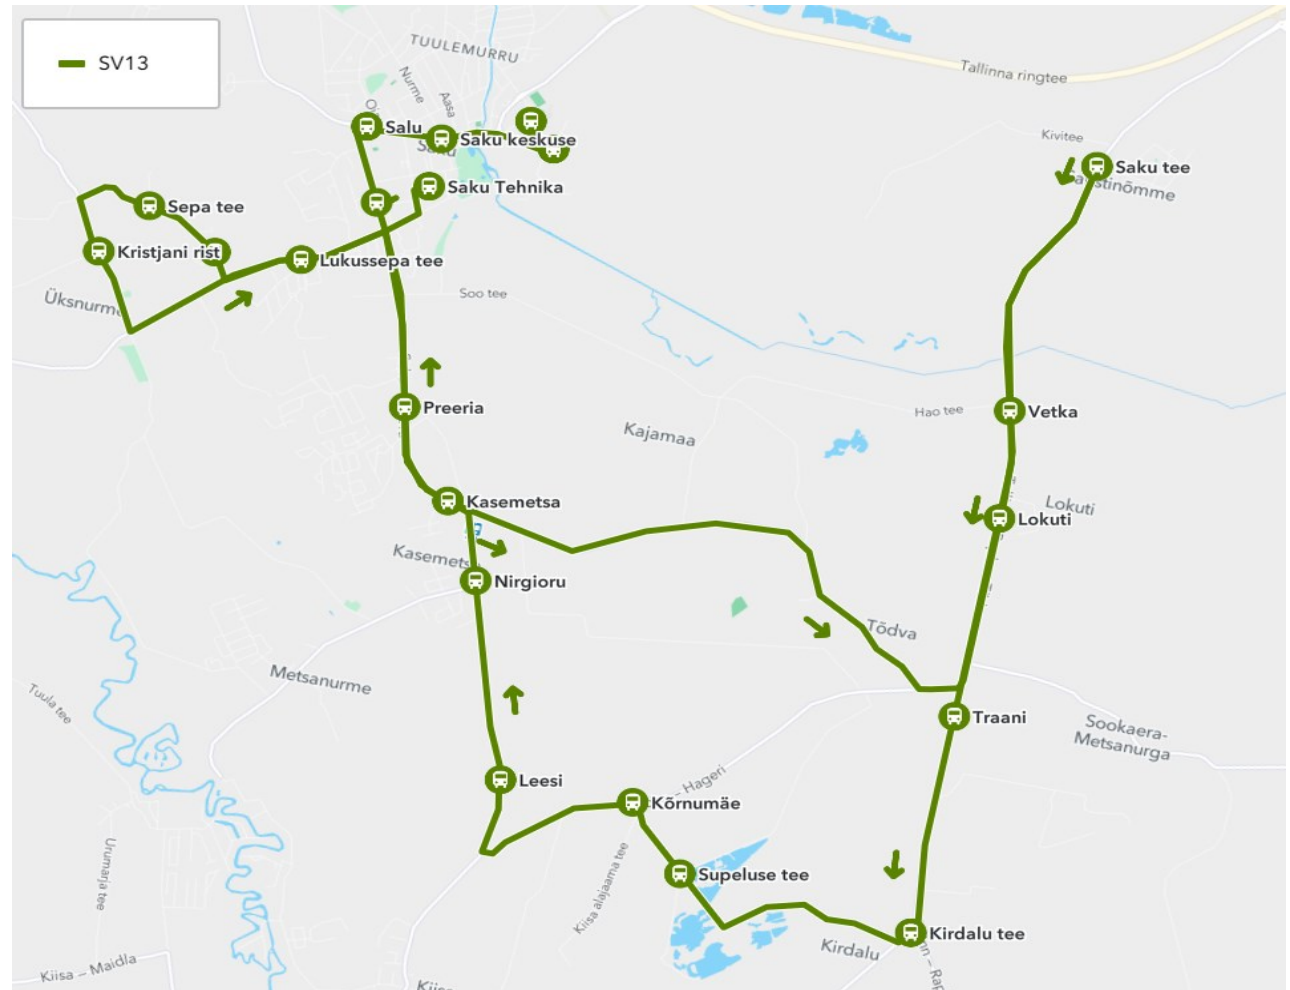 SV13
TUULEMURRU
Tallinna ringtee
Nurme
Aasa
Kivitee
Salu
Saku keskuse
Saku
Saku tee
Saku Tehnika
Sepa tee
Kristjani rist
Lukussepa tee
Üksnurme
Soo tee
Preeria
Hao tee
Vetka
Kajamaa
Kasemetsa
Lokuti
Lokuti
Nirgioru
Tõdva
Metsanurme
Tuula tee
Traani
Sookaera-
Metsanurga
Leesi
– Hageri
Kõrnumäe
Urumarja tee
Kiisa alajaama tee
Supeluse tee
Kirdalu tee
Kirdalu
Kiisa – Maidla